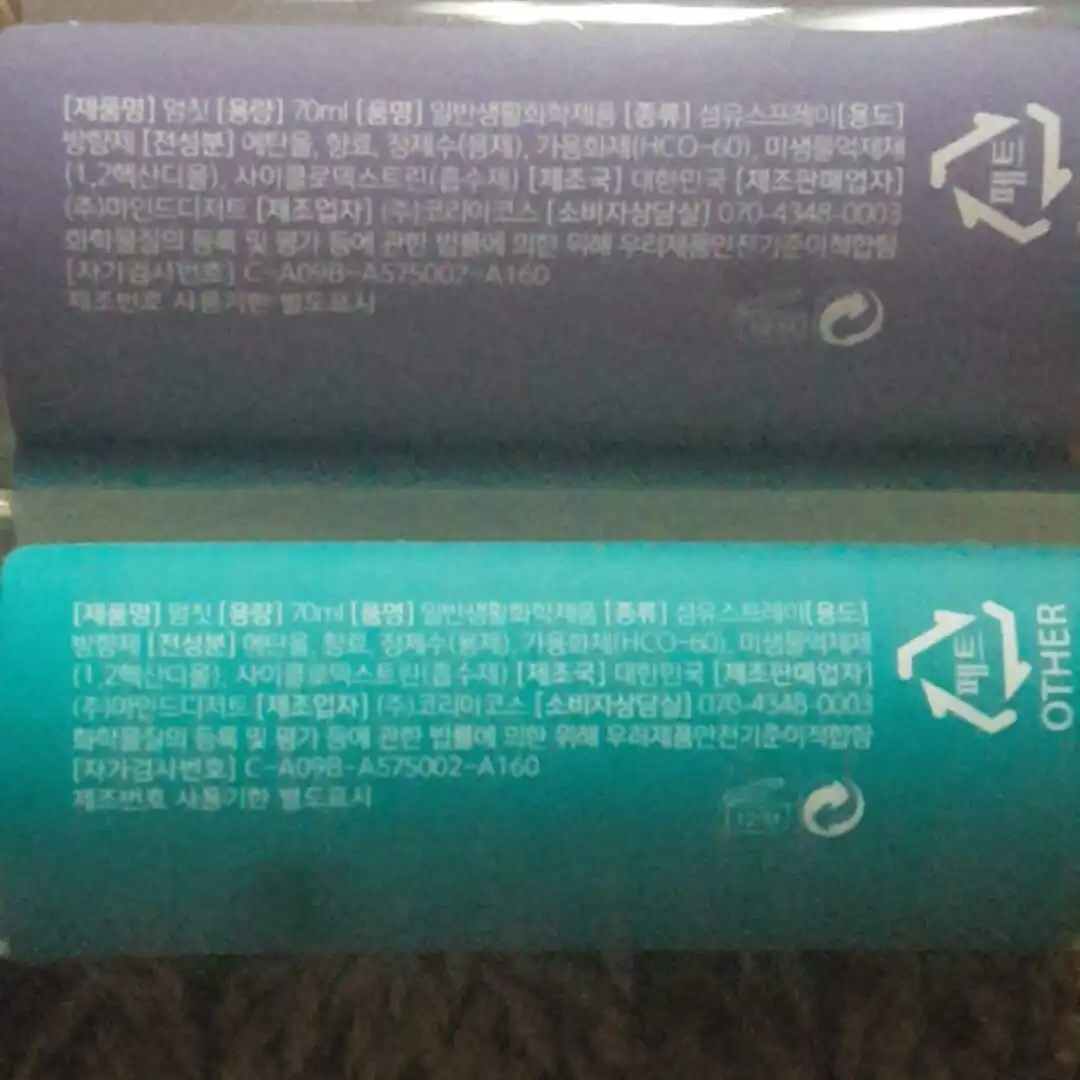 [제품명] 멈칫 [용량] 70ml [품명] 일반생활화학제품 [종류] 섬유스프레이[용도]
방향제 [전성분] 에탄올, 향료, 정제수(용제), 가용화제(HCO-60), 미생물억제제
(1,2헥산디올), 사이클로덱스트린(흡수제) [제조국] 대한민국 [제조판매업자]
(주)마인드디저트 [제조업자] (주)코리아코스 [소비자상담실] 070-4348-0003
화학물질의 등록 및 평가 등에 관한 법률에 의한 위해 우려제품안전기준이적합함
[자가검사번호] C-A09B-A575002-A160
제조번호 사용기한 별도표시
페트
[제품명] 멈칫 [용량] 70ml [품명] 일반생활화학제품 [종류] 섬유스프레이[용도]
방향제 [전성분] 에탄올, 향료, 정제수(용제), 가용화제(HCO-60), 미생물억제제
(1,2헥산디올), 사이클로덱스트린(흡수제) [제조국] 대한민국 [제조판매업자]
(주)마인드디저트 [제조업자] (주)코리아코스 [소비자상담실] 070-4348-0003
화학물질의 등록 및 평가 등에 관한 법률에 의한 위해 우려제품안전기준이적합함
[자가검사번호] C-A09B-A575002-A160
제조번호 사용기한 별도표시
12M
페트
OTHER